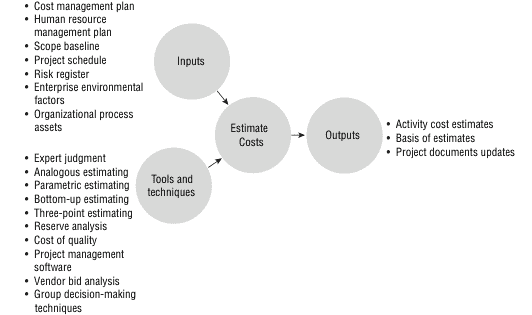 • Cost management plan
• Human resource
management plan
• Scope baseline
• Project schedule
• Risk register
• Enterprise environmental
factors
• Organizational process
assets
Inputs
Estimate
Costs
Outputs
• Activity cost estimates
• Basis of estimates
• Project documents updates
• Expert judgment
• Analogous estimating
• Parametric estimating
• Bottom-up estimating
• Three-point estimating
• Reserve analysis
• Cost of quality
• Project management
software
• Vendor bid analysis
• Group decision-making
techniques
Tools and
techniques